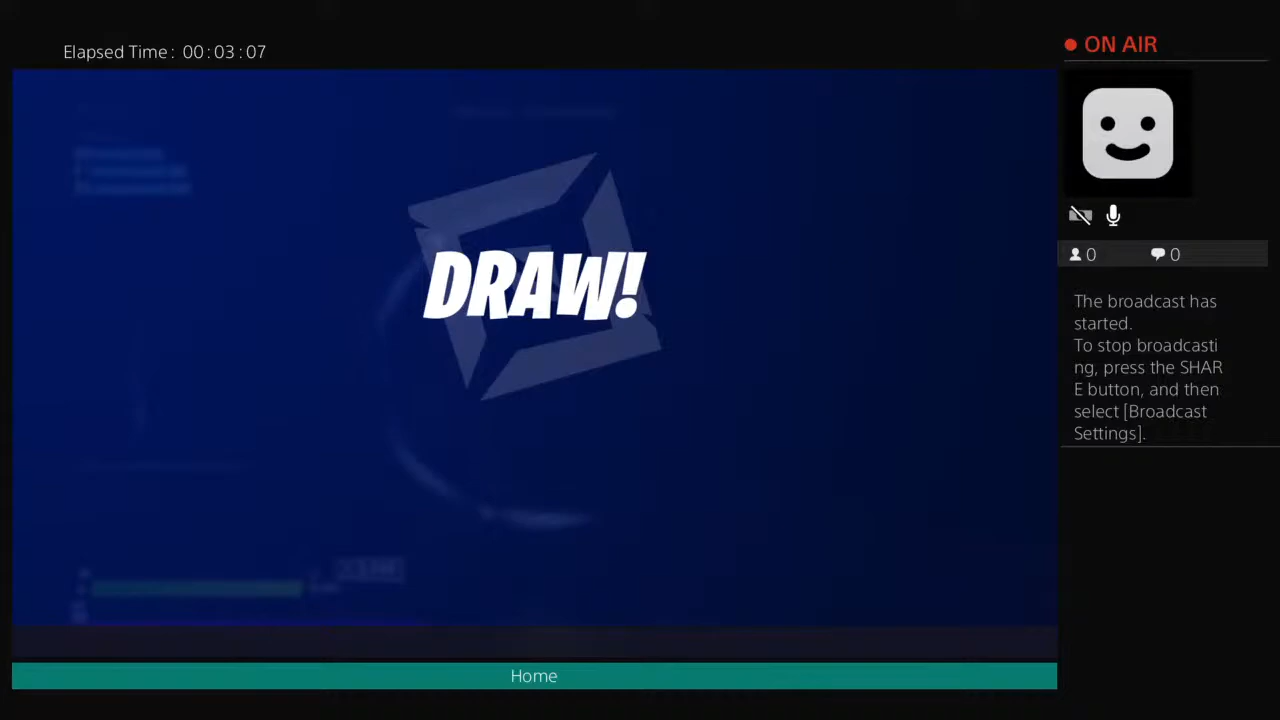 Elapsed Time: 00:03:07
ON AIR
DRAW!
0
0
The broadcast has
started.
To stop broadcasti
ng, press the SHAR
E button, and then
select [Broadcast
Settings].
Home